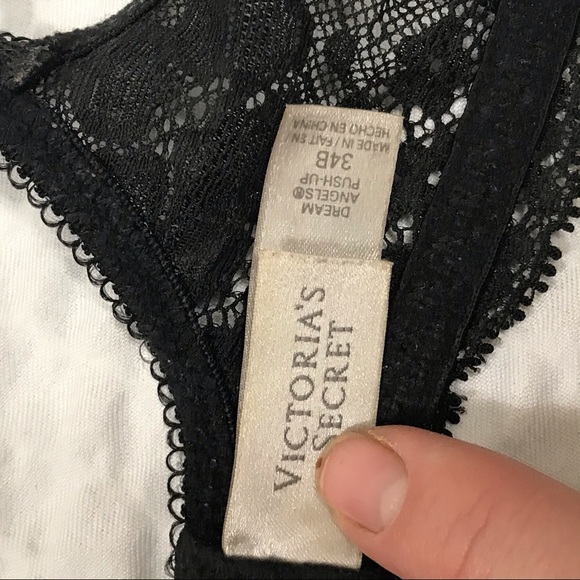 VICTORIA'S
SECRET
DREAM
ANGELS®
PUSH-UP
34B
MADE IN / FAIT EN
HECHO EN CHINA